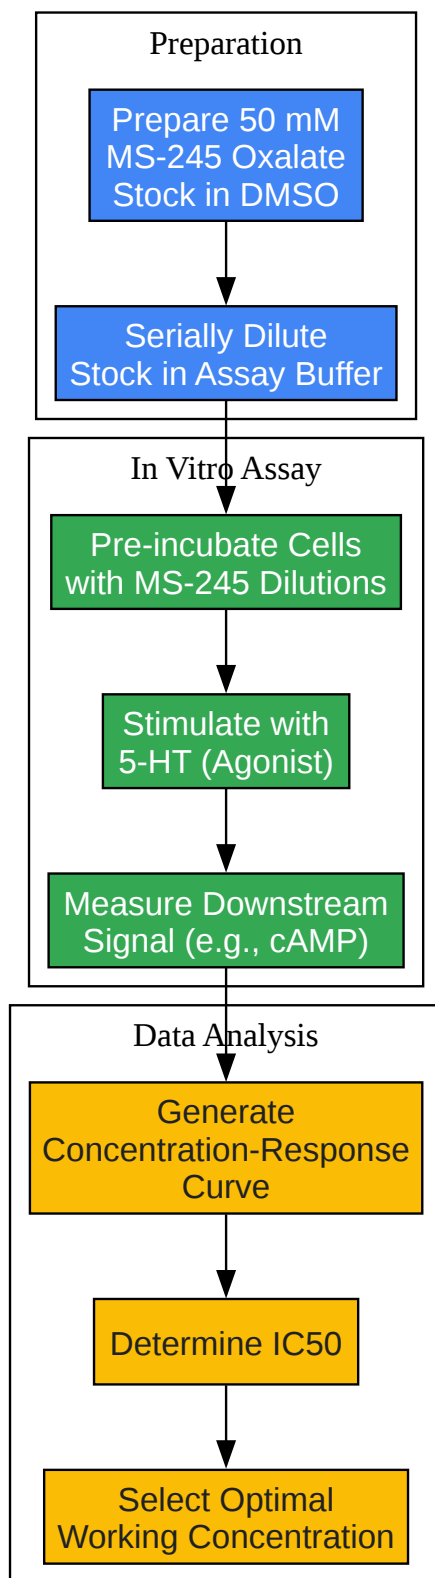 Preparation
Prepare 50 mM
MS-245 Oxalate
Stock in DMSO
Serially Dilute
Stock in Assay Buffer
In Vitro Assay
Pre-incubate Cells
with MS-245 Dilutions
Stimulate with
5-HT (Agonist)
Measure Downstream
Signal (e.g., cAMP)
Data Analysis
Generate
Concentration-Response
Curve
Determine IC50
Select Optimal
Working Concentration